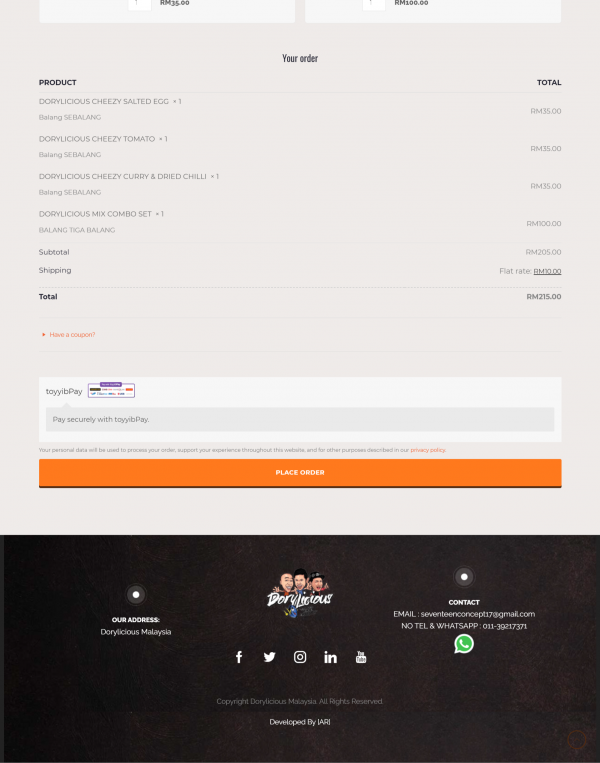 1 RM35.00
1 RM100.00
Your order
PRODUCT TOTAL
DORYLICIOUS CHEEZY SALTED EGG × 1
Balang SEBALANG
RM35.00
DORYLICIOUS CHEEZY TOMATO × 1
Balang SEBALANG
RM35.00
DORYLICIOUS CHEEZY CURRY & DRIED CHILLI × 1
Balang SEBALANG
RM35.00
DORYLICIOUS MIX COMBO SET × 1
BALANG TIGA BALANG
RM100.00
Subtotal RM205.00
Shipping Flat rate: RM10.00
Total RM215.00
Have a coupon?
toyyibPay
Pay securely with toyyibPay.
Your personal data will be used to process your order, support your experience throughout this website, and for other purposes described in our privacy policy.
PLACE ORDER
OUR ADDRESS:
Dorylicious Malaysia
DoryLicious
CONTACT
EMAIL : seventeenconcept17@gmail.com
NO TEL & WHATSAPP : 011-39217371
You
Tube
Copyright Dorylicious Malaysia. All Rights Reserved.
Developed By |AR|